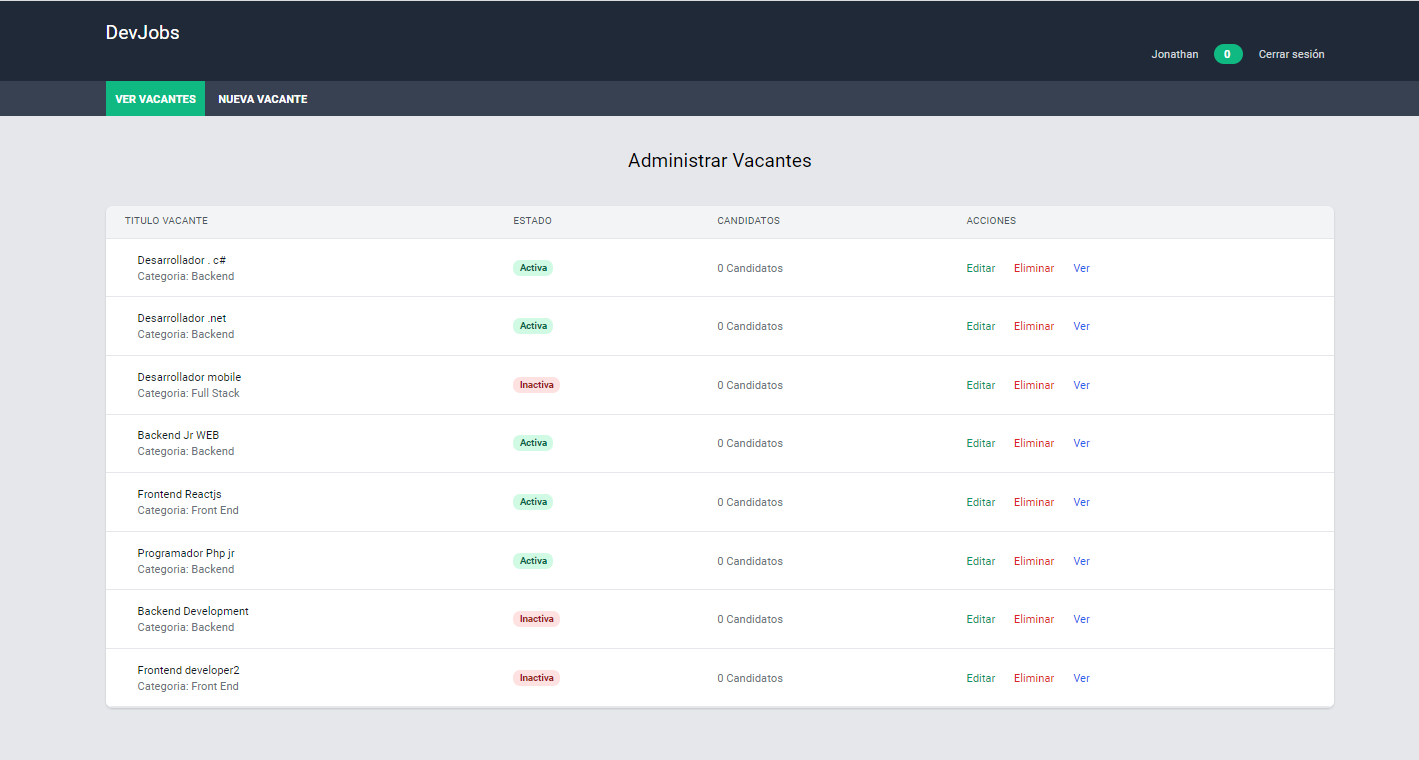 DevJobs
Jonathan 0 Cerrar sesión
VER VACANTES NUEVA VACANTE
Administrar Vacantes
TITULO VACANTE ESTADO CANDIDATOS ACCIONES
Desarrollador . c#
Categoria: Backend
Activa 0 Candidatos Editar Eliminar Ver
Desarrollador .net
Categoria: Backend
Activa 0 Candidatos Editar Eliminar Ver
Desarrollador mobile
Categoria: Full Stack
Inactiva 0 Candidatos Editar Eliminar Ver
Backend Jr WEB
Categoria: Backend
Activa 0 Candidatos Editar Eliminar Ver
Frontend Reactjs
Categoria: Front End
Activa 0 Candidatos Editar Eliminar Ver
Programador Php jr
Categoria: Backend
Activa 0 Candidatos Editar Eliminar Ver
Backend Development
Categoria: Backend
Inactiva 0 Candidatos Editar Eliminar Ver
Frontend developer2
Categoria: Front End
Inactiva 0 Candidatos Editar Eliminar Ver